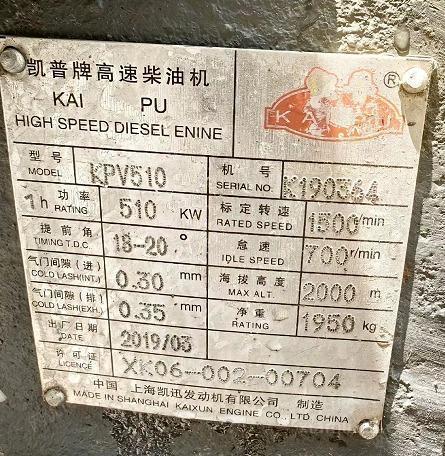 凯普牌高速柴油机
KAI PU
HIGH SPEED DIESEL ENINE
®
型号 MODEL KPV510
机号 SERIAL NO. K190364
1h 功率 RATING 510 KW
标定转速 RATED SPEED 1500r/min
提前角 TIMING T.D.C. 18-20°
怠速 IDLE SPEED 700r/min
气门间隙(进) COLD LASH(INT.) 0.30 mm
海拔高度 MAX ALT. 2000 m
气门间隙(排) COLD LASH(EXH.) 0.35 mm
净重 RATING 1950 kg
出厂日期 DATE 2019/03
许可证 LICENCE XK06-002-00704
中国 上海凯迅发动机有限公司 制造
MADE IN SHANGHAI KAIXUN ENGINE CO., LTD. CHINA